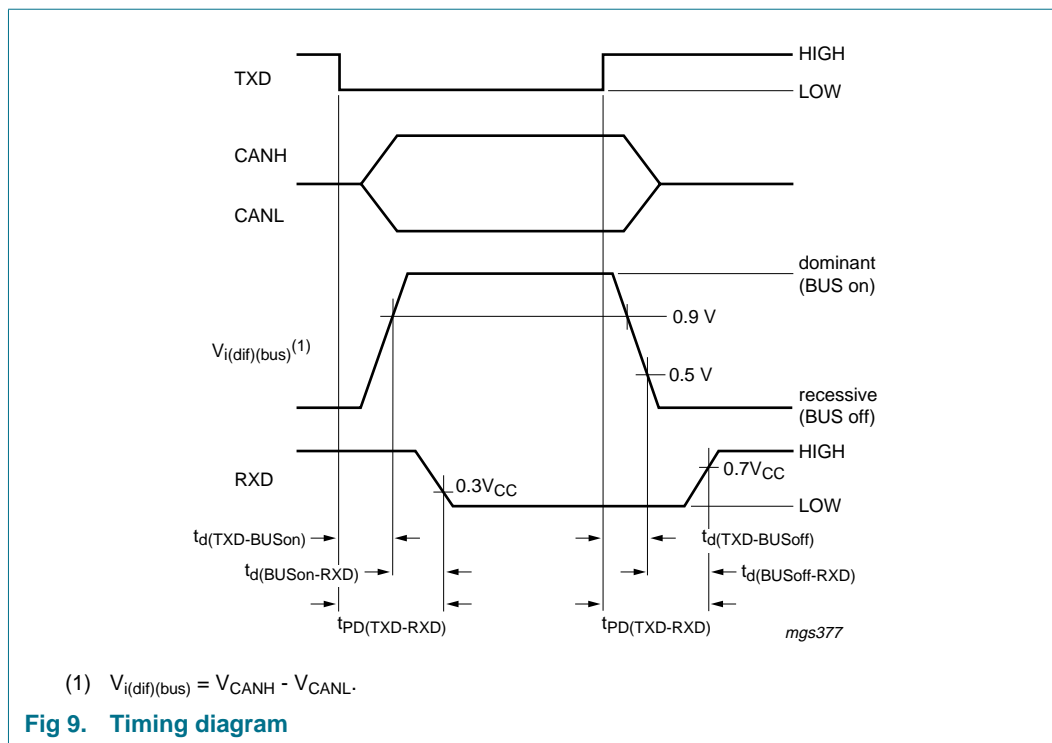 TXD
HIGH
LOW
CANH
CANL
dominant
(BUS on)
0.9 V
Vi(dif)(bus)(1)
0.5 V
recessive
(BUS off)
HIGH
RXD
0.3VCC
0.7VCC
LOW
td(TXD-BUSon)
td(TXD-BUSoff)
td(BUSon-RXD)
td(BUSoff-RXD)
tPD(TXD-RXD)
tPD(TXD-RXD)
mgs377
(1) Vi(dif)(bus) = VCANH - VCANL.
Fig 9. Timing diagram